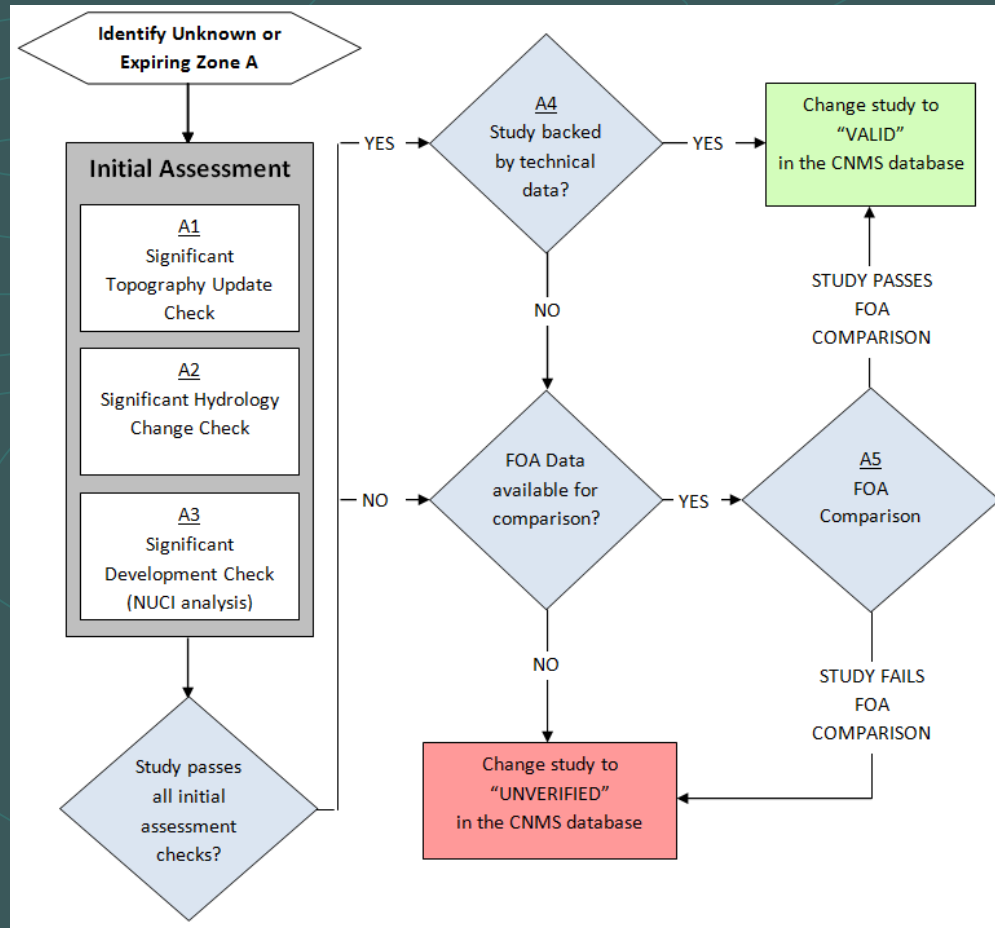 Identify Unknown or
Expiring Zone A
Initial Assessment
A1
Significant
Topography Update
Check
A2
Significant Hydrology
Change Check
A3
Significant
Development Check
(NUCI analysis)
Study passes
all initial
assessment
checks?
YES
NO
A4
Study backed
by technical
data?
YES
NO
Change study to
“VALID”
in the CNMS database
FOA Data
available for
comparison?
YES
NO
A5
FOA
Comparison
STUDY PASSES
FOA
COMPARISON
STUDY FAILS
FOA
COMPARISON
Change study to
“UNVERIFIED”
in the CNMS database